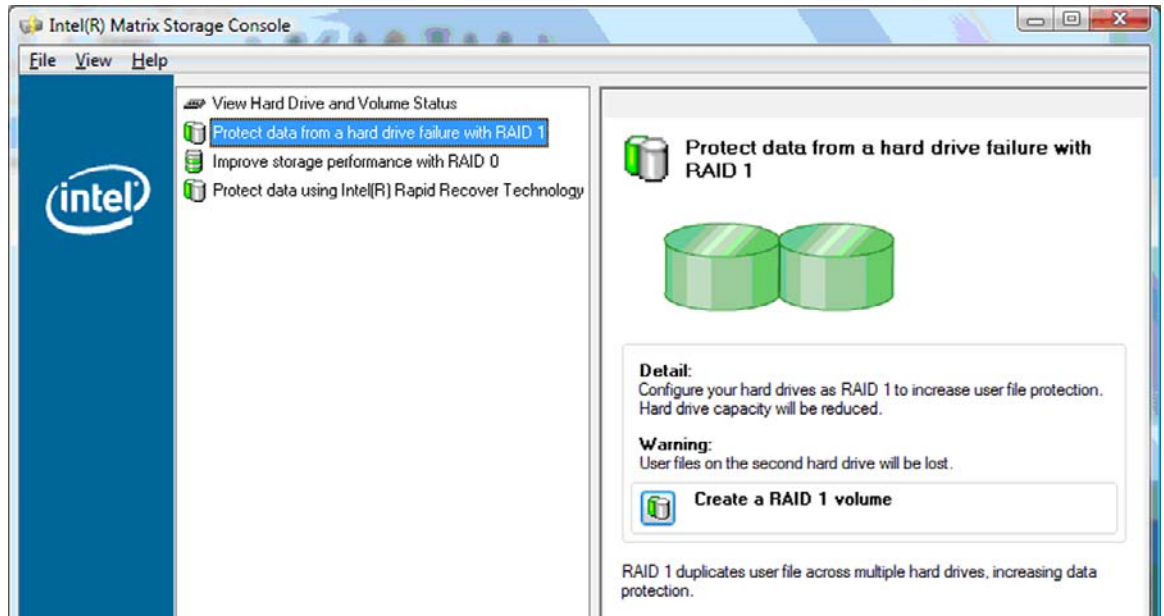 Intel(R) Matrix Storage Console
File View Help
intel
View Hard Drive and Volume Status
Protect data from a hard drive failure with RAID 1
Improve storage performance with RAID 0
Protect data using Intel(R) Rapid Recover Technology
Protect data from a hard drive failure with
RAID 1
Detail:
Configure your hard drives as RAID 1 to increase user file protection.
Hard drive capacity will be reduced.
Warning:
User files on the second hard drive will be lost.
Create a RAID 1 volume
RAID 1 duplicates user file across multiple hard drives, increasing data
protection.